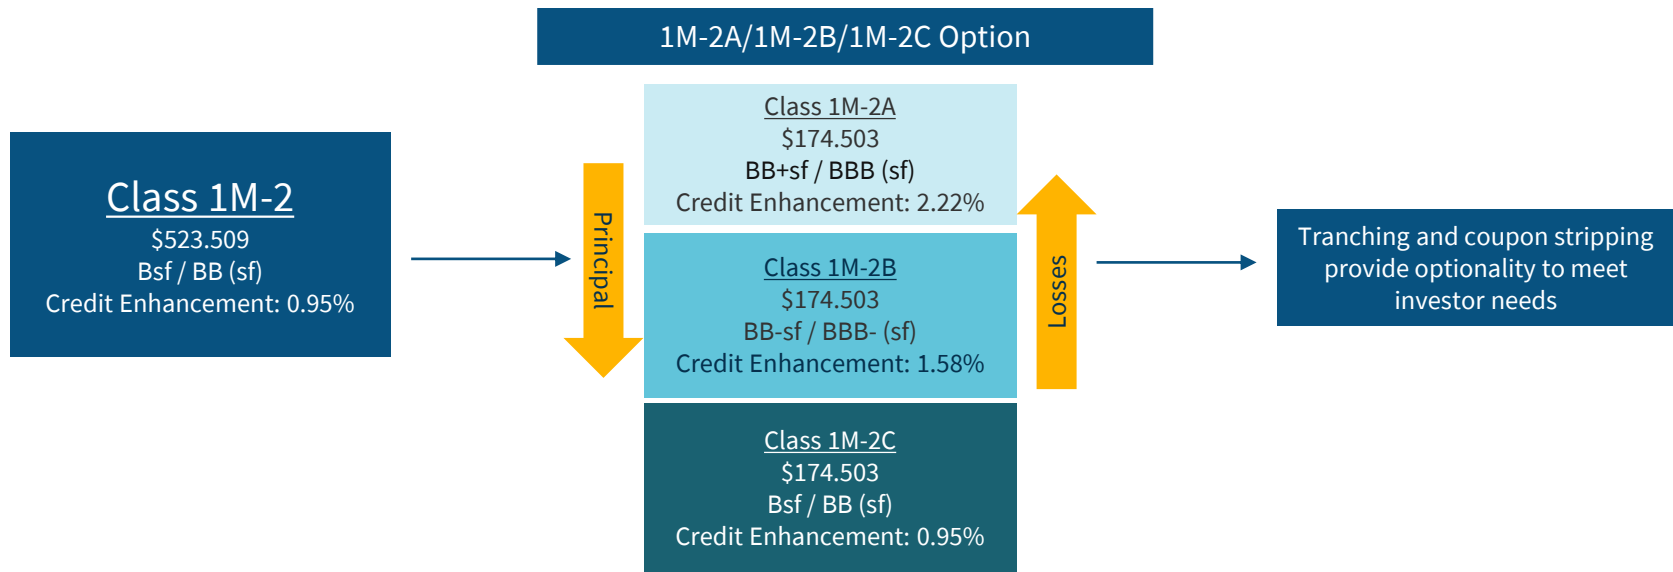 1M-2A/1M-2B/1M-2C Option
Class 1M-2
$523.509
Bsf / BB (sf)
Credit Enhancement: 0.95%
Principal
Class 1M-2A
$174.503
BB+sf / BBB (sf)
Credit Enhancement: 2.22%
Class 1M-2B
$174.503
BB-sf / BBB- (sf)
Credit Enhancement: 1.58%
Class 1M-2C
$174.503
Bsf / BB (sf)
Credit Enhancement: 0.95%
Losses
Tranching and coupon stripping
provide optionality to meet
investor needs